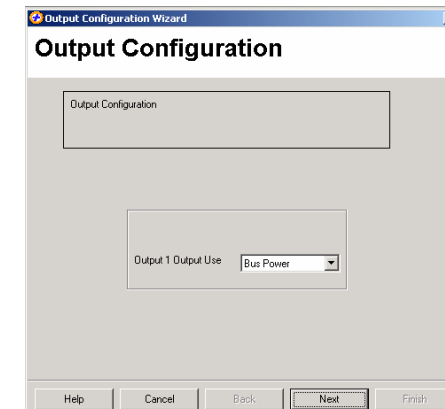 Output Configuration Wizard
Output Configuration
Output Configuration
Output 1 Output Use
Bus Power
Help
Cancel
Back
Next
Finish